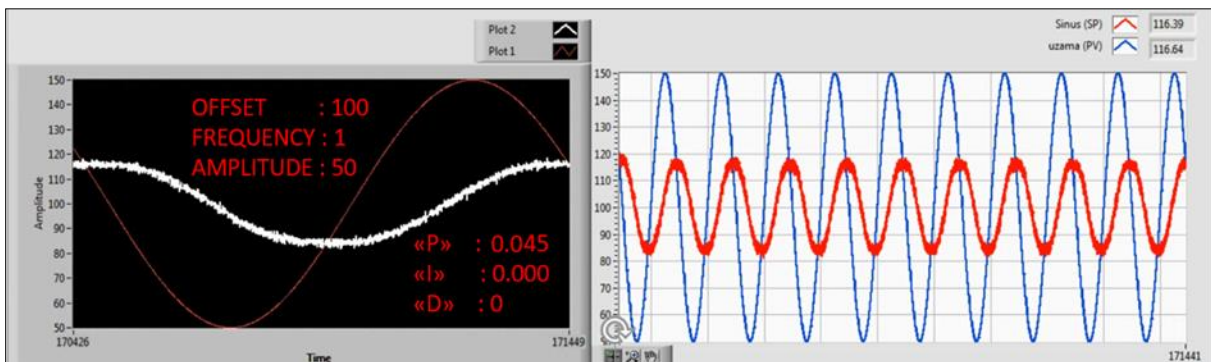 Plot 2
Plot 1
Amplitude
150
140
130
120
110
100
90
80
70
60
50
170426
171449
Time
OFFSET : 100
FREQUENCY : 1
AMPLITUDE : 50
«P» : 0.045
«I» : 0.000
«D» : 0
Sinus (SP) 116.39
uzama (PV) 116.64
150
140
130
120
110
100
90
80
70
60
171441